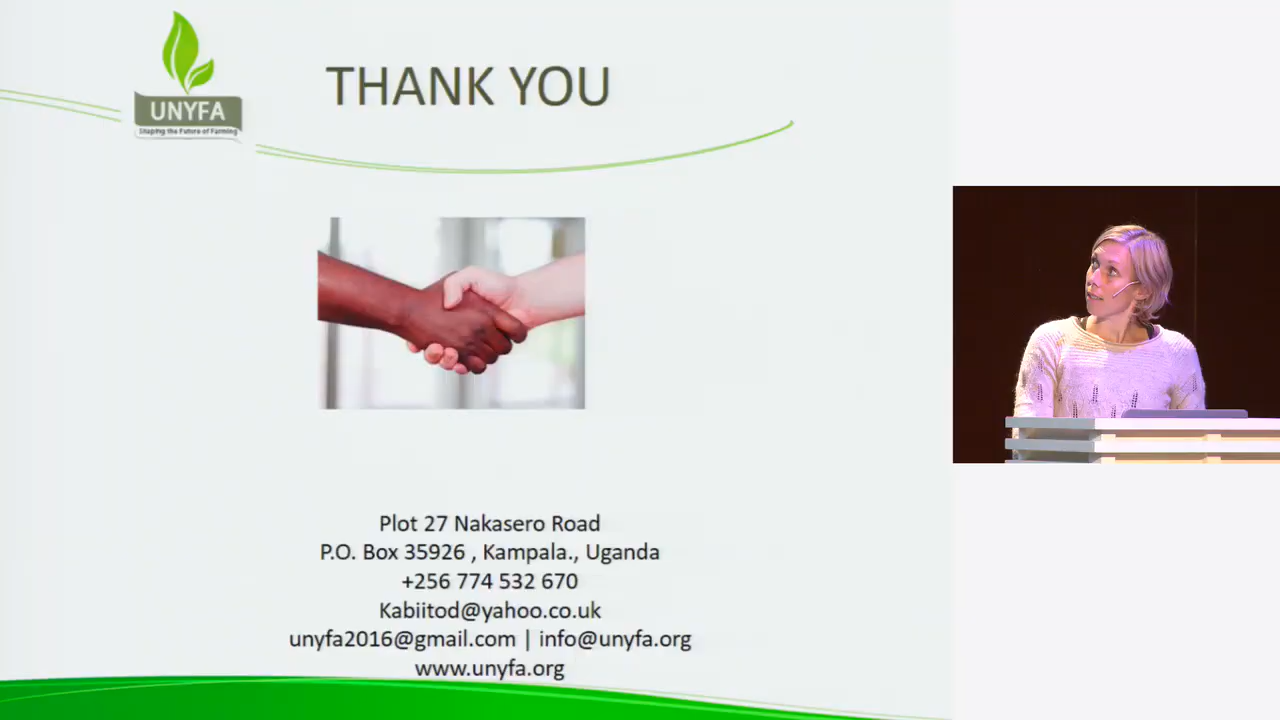 UNYFA
Shaping the Future of Farming
THANK YOU
Plot 27 Nakasero Road
P.O. Box 35926 , Kampala., Uganda
+256 774 532 670
Kabiitod@yahoo.co.uk
unyfa2016@gmail.com | info@unyfa.org
www.unyfa.org